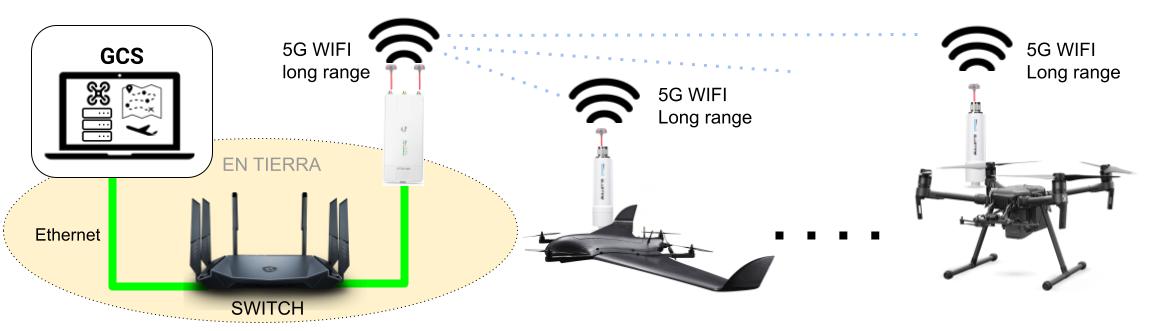 GCS
5G WIFI
long range
5G WIFI
Long range
5G WIFI
Long range
EN TIERRA
Ethernet
SWITCH